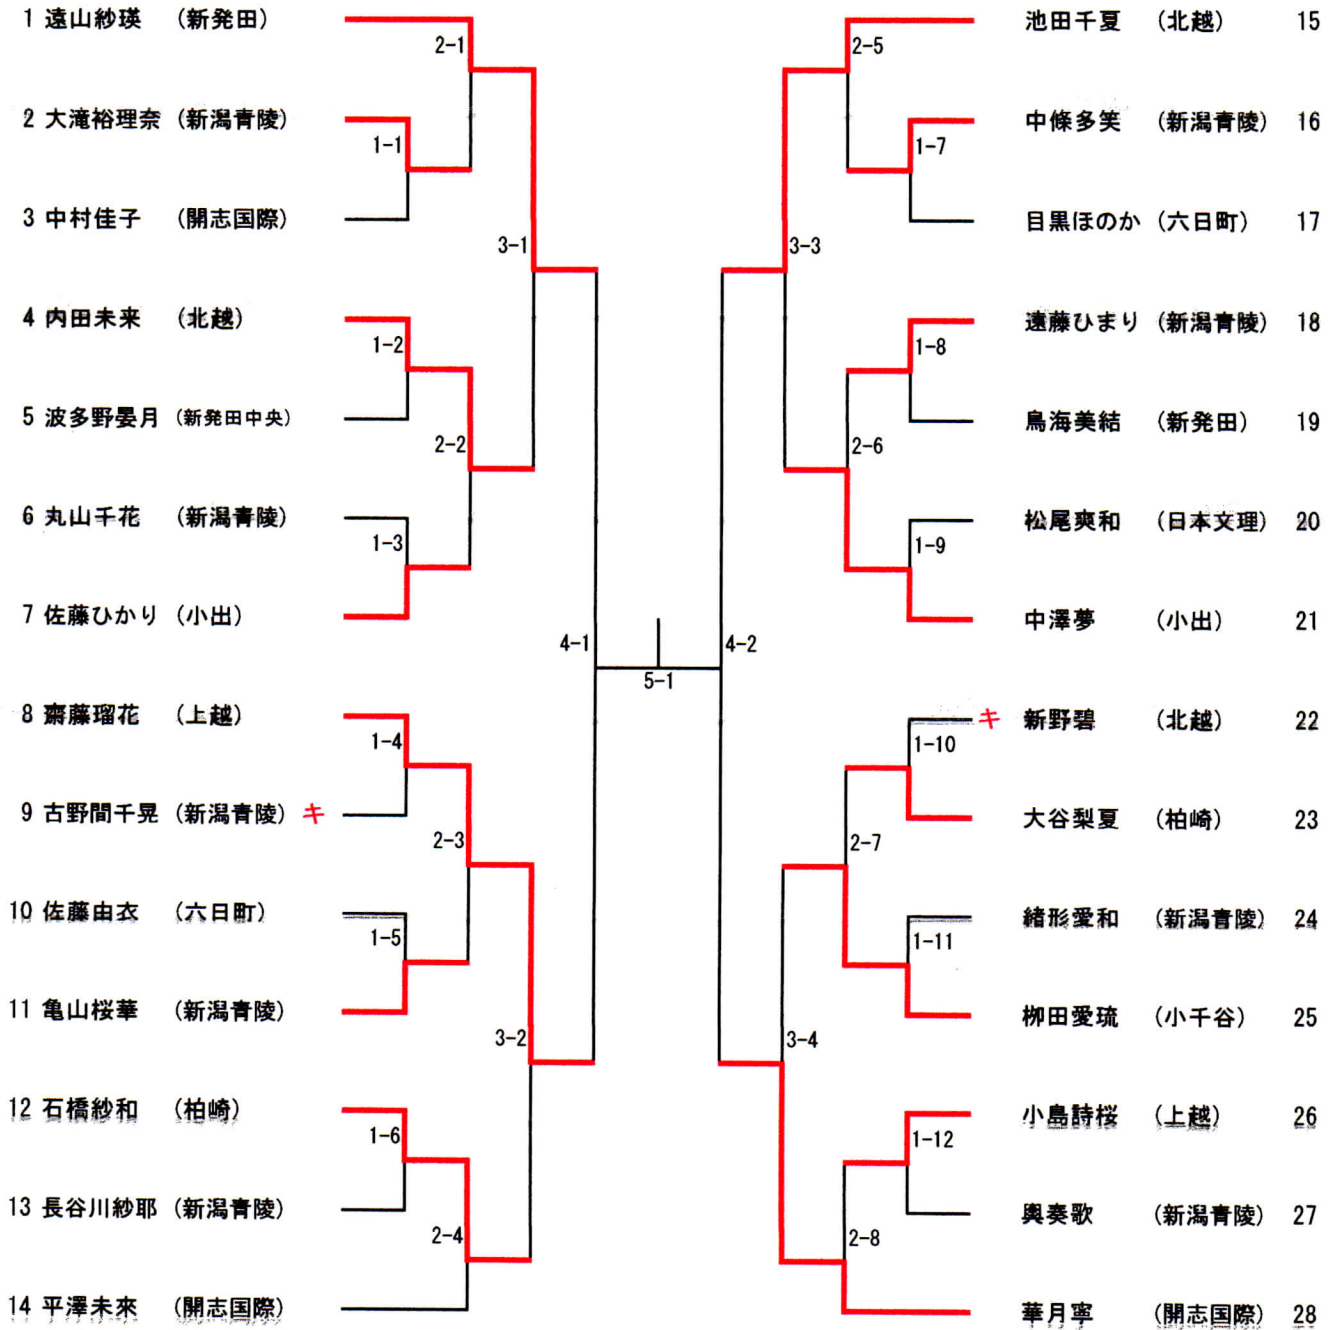 1 遠山紗瑛 (新発田)
2-1
2 大滝裕理奈 (新潟青陵)
1-1
3 中村佳子 (開志国際)
3-1
4 内田未来 (北越)
1-2
5 波多野晏月 (新発田中央)
2-2
6 丸山千花 (新潟青陵)
1-3
7 佐藤ひかり (小出)
4-1
8 齋藤瑠花 (上越)
1-4
9 古野間千晃 (新潟青陵) キ
2-3
10 佐藤由衣 (六日町)
1-5
11 亀山桜華 (新潟青陵)
3-2
12 石橋紗和 (柏崎)
1-6
13 長谷川紗耶 (新潟青陵)
2-4
14 平澤未來 (開志国際)
5-1
池田千夏 (北越) 15
2-5
中條多笑 (新潟青陵) 16
1-7
目黒ほのか (六日町) 17
3-3
遠藤ひまり (新潟青陵) 18
1-8
鳥海美結 (新発田) 19
2-6
松尾爽和 (日本文理) 20
1-9
中澤夢 (小出) 21
4-2
キ 新野碧 (北越) 22
1-10
大谷梨夏 (柏崎) 23
2-7
緒形愛和 (新潟青陵) 24
1-11
栁田愛琉 (小千谷) 25
3-4
小島詩桜 (上越) 26
1-12
奥奏歌 (新潟青陵) 27
2-8
華月寧 (開志国際) 28